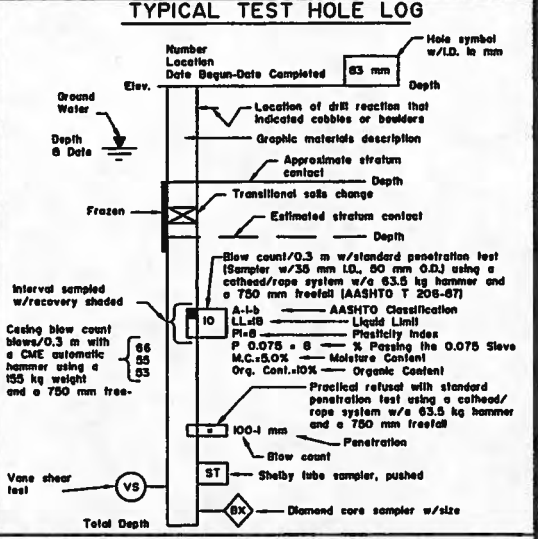 TYPICAL TEST HOLE LOG
Hole symbol
w/I.D. in mm
Number
Location
Date Begun-Date Completed
63 mm
Elev.
Depth
Ground
Water
Depth
& Date
Location of drill reaction that
indicated cobbles or boulders
Graphic materials description
Approximate stratum
contact
Depth
Transitional soils change
Frozen
Estimated stratum contact
Depth
Blow count/0.3 m w/standard penetration test
(Sampler w/35 mm I.D., 50 mm O.D.) using a
cathead/rope system w/a 63.5 kg hammer and
a 750 mm freefall (AASHTO T 206-87)
Interval sampled
w/recovery shaded
10
A-1-b AASHTO Classification
LL=18 Liquid Limit
PI=6 Plasticity Index
P 0.075 = 6 % Passing the 0.075 Sieve
M.C.=5.0% Moisture Content
Org. Cont.=10% Organic Content
Casing blow count
blows/0.3 m with
a CME automatic
hammer using a
155 kg weight
and a 750 mm free-
66
55
53
Practical refusal with standard
penetration test using a cathead/
rope system w/a 63.5 kg hammer
and a 750 mm freefall
100-1 mm
Penetration
Blow count
Vane shear
test
VS
ST
Shelby tube sampler, pushed
BX
Diamond core sampler w/size
Total Depth